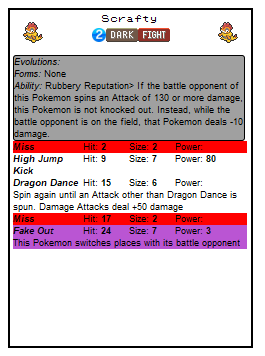 Scrafty
2 DARK FIGHT
Evolutions:
Forms: None
Ability: Rubbery Reputation> If the battle opponent of
this Pokemon spins an Attack of 130 or more damage,
this Pokemon is not knocked out. Instead, while the
battle opponent is on the field, that Pokemon deals -10
damage.
Miss Hit: 2 Size: 2 Power:
High Jump Hit: 9 Size: 7 Power: 80
Kick
Dragon Dance Hit: 15 Size: 6 Power:
Spin again until an Attack other than Dragon Dance is
spun. Damage Attacks deal +50 damage
Miss Hit: 17 Size: 2 Power:
Fake Out Hit: 24 Size: 7 Power: 3
This Pokemon switches places with its battle opponent